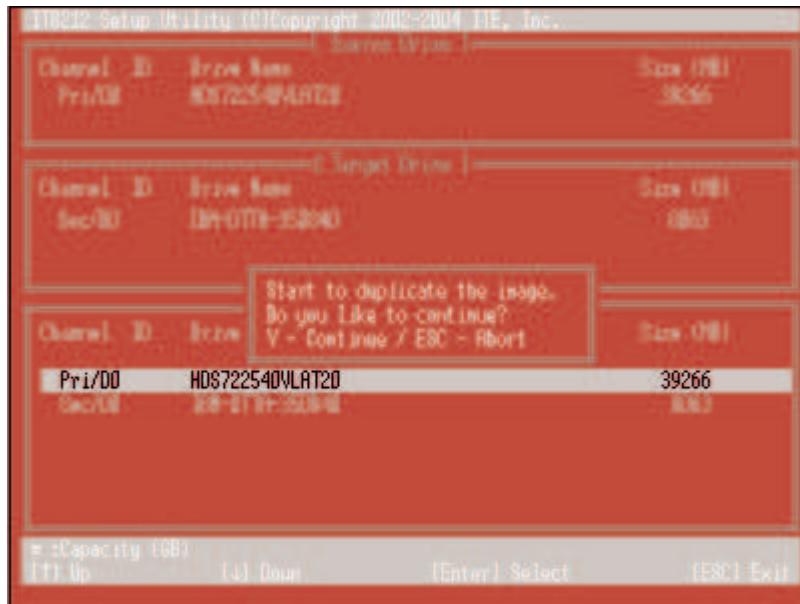 IT8212 Setup Utility (C)Copyright 2002-2004 ITE, Inc.
[ Source Drive ]
Channel ID Drive Name Size (MB)
Pri/D0 HDS722540VLAT20 39266
[ Target Drive ]
Channel ID Drive Name Size (MB)
Sec/D0
Start to duplicate the image.
Do you like to continue?
Y - Continue / ESC - Abort
Channel ID Drive Size (MB)
Pri/D0 HDS722540VLAT20 39266
Sec/D0
:Capacity (GB)
[↑] Up [↓] Down [Enter] Select [ESC] Exit